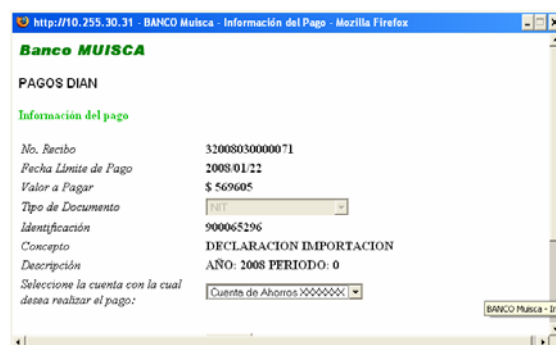 http://10.255.30.31 - BANCO Muisca - Información del Pago - Mozilla Firefox
Banco MUISCA
PAGOS DIAN
Información del pago
No. Recibo 32008030000071
Fecha Límite de Pago 2008/01/22
Valor a Pagar $ 569605
Tipo de Documento NIT
Identificación 900065296
Concepto DECLARACION IMPORTACION
Descripción AÑO: 2008 PERIODO: 0
Seleccione la cuenta con la cual
desea realizar el pago: Cuenta de Ahorros XXXXXXX
BANCO Muisca - In